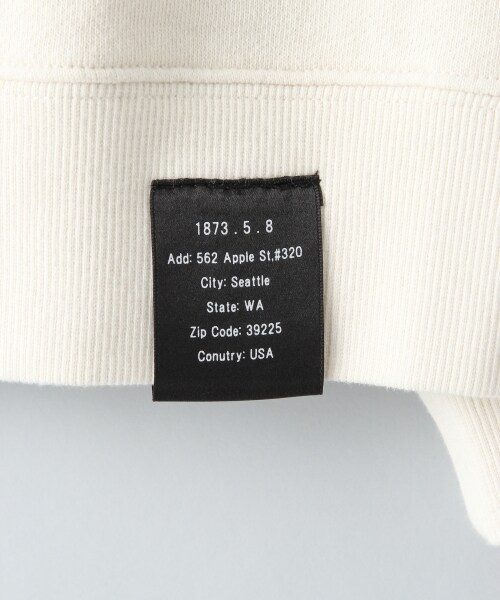 1873 . 5 . 8
Add: 562 Apple St,#320
City: Seattle
State: WA
Zip Code: 39225
Conutry: USA